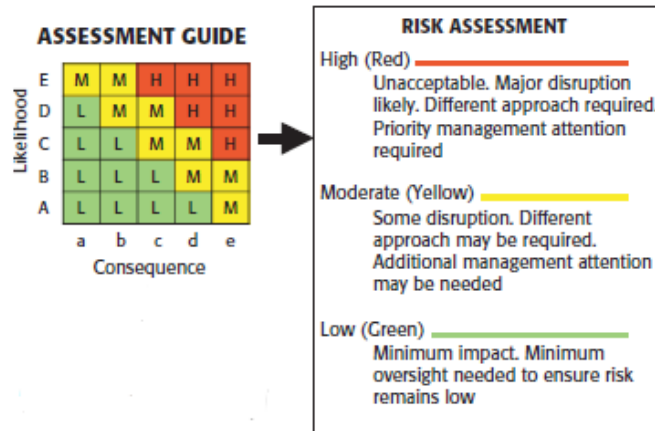 ASSESSMENT GUIDE
Likelihood
E M M H H H
D L M M H H
C L L M M H
B L L L M M
A L L L L M
a b c d e
Consequence
RISK ASSESSMENT
High (Red)
Unacceptable. Major disruption
likely. Different approach required.
Priority management attention
required
Moderate (Yellow)
Some disruption. Different
approach may be required.
Additional management attention
may be needed
Low (Green)
Minimum impact. Minimum
oversight needed to ensure risk
remains low